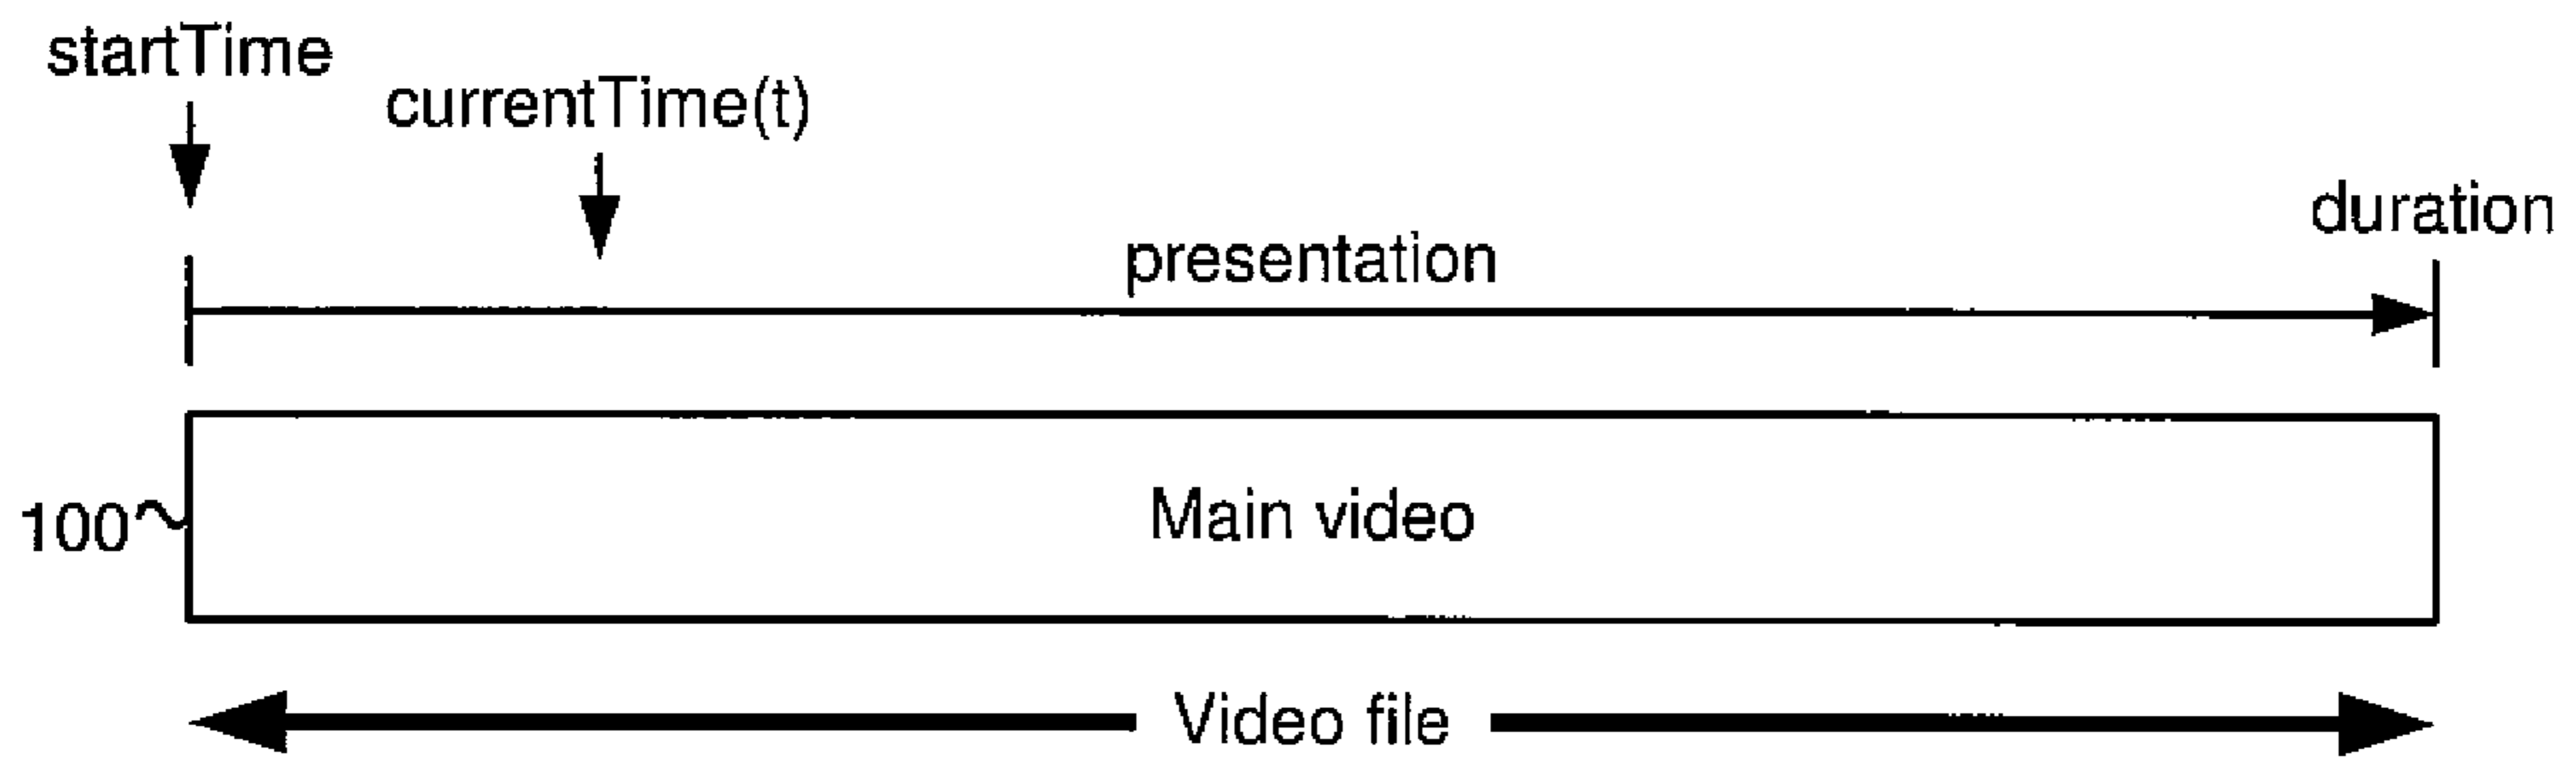 startTime
currentTime(t)
duration
presentation
100
Main video
Video file